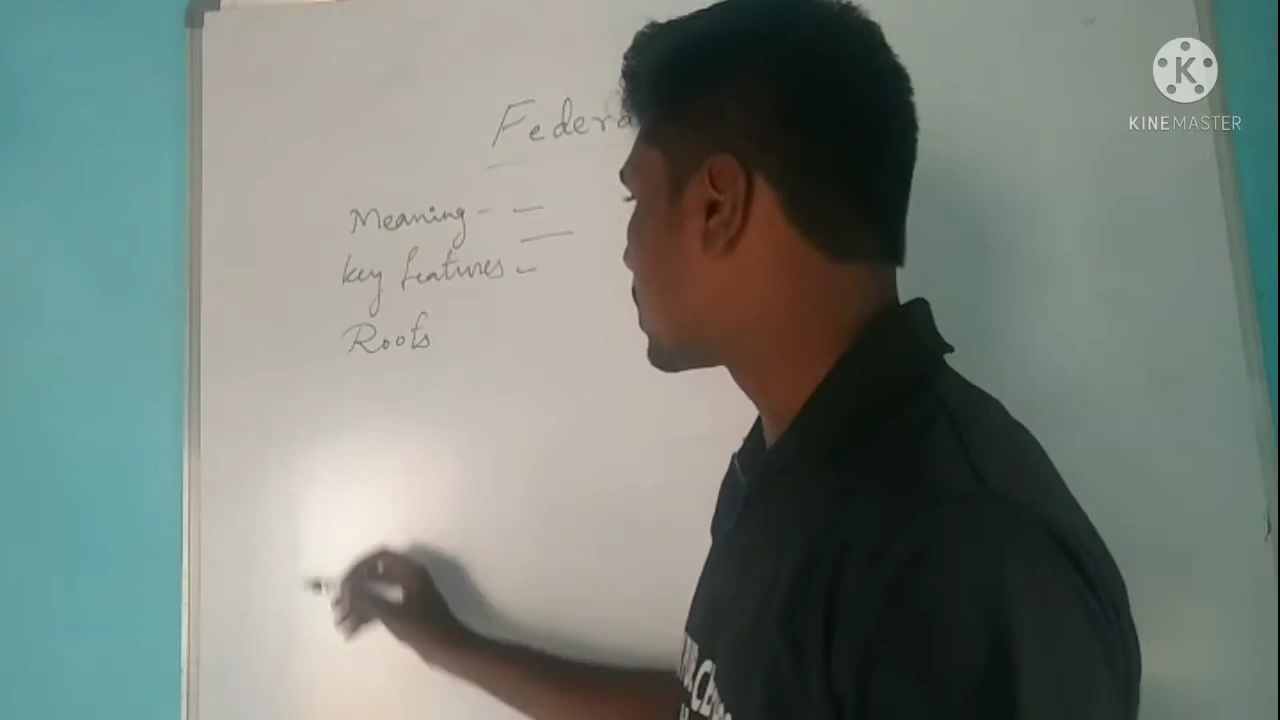 Federa
Meaning - -
key features -
Roots
KINEMASTER